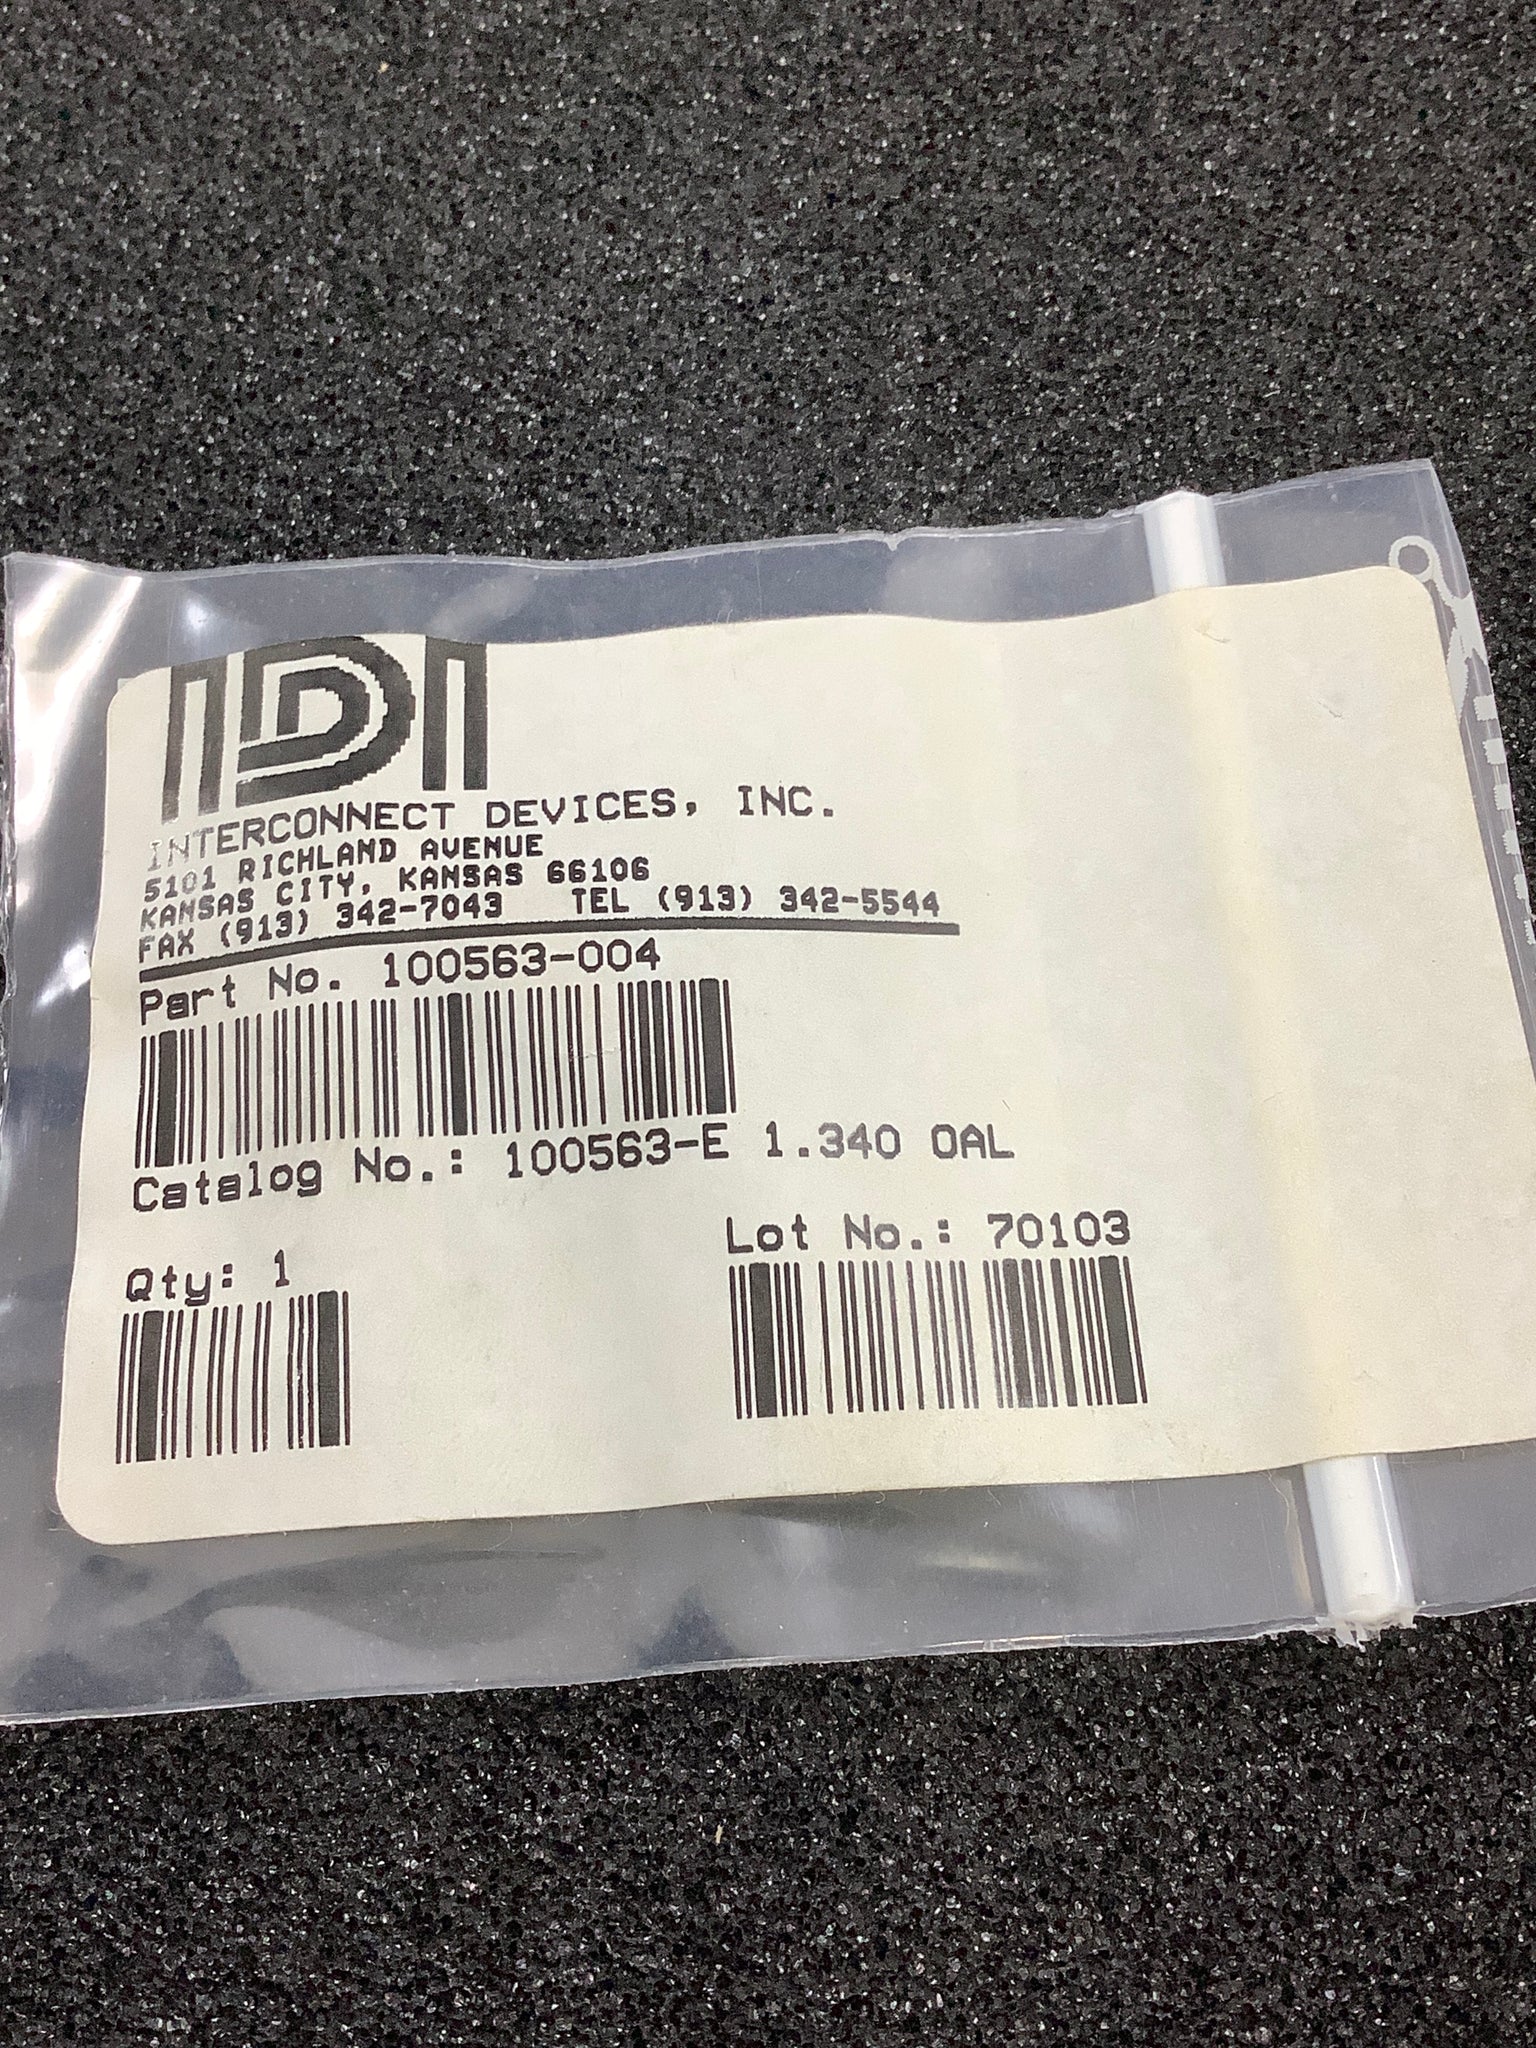 IDI
INTERCONNECT DEVICES, INC.
5101 RICHLAND AVENUE
KANSAS CITY, KANSAS 66106
FAX (913) 342-7043 TEL (913) 342-5544
Part No. 100563-004
Catalog No.: 100563-E 1.340 OAL
Lot No.: 70103
Qty: 1